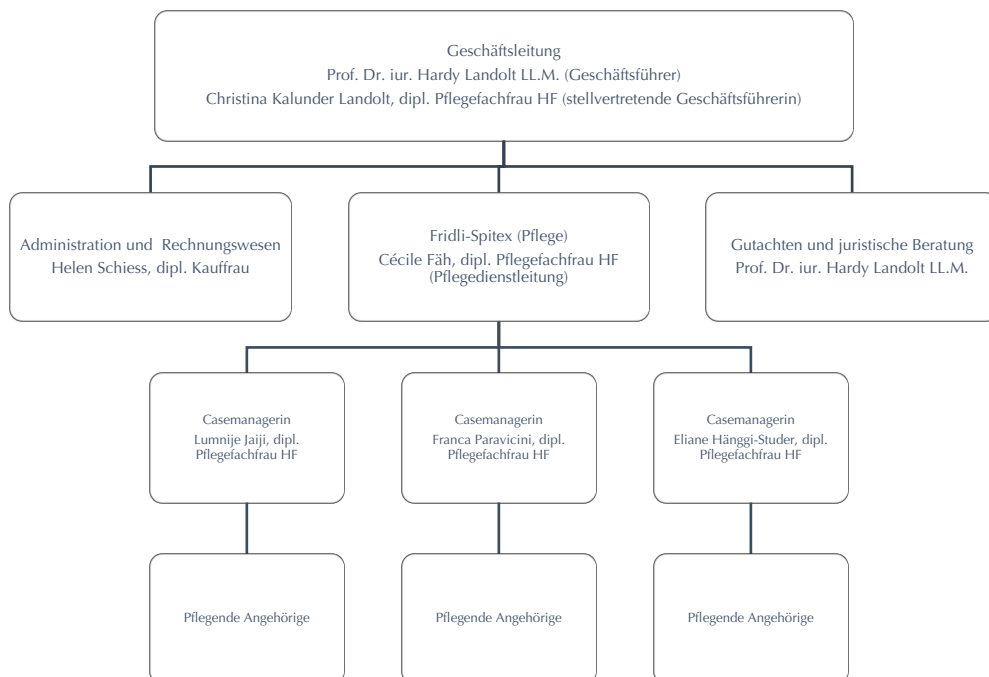 Geschäftsleitung
Prof. Dr. iur. Hardy Landolt LL.M. (Geschäftsführer)
Christina Kalunder Landolt, dipl. Pflegefachfrau HF (stellvertretende Geschäftsführerin)
Administration und  Rechnungswesen
Helen Schiess, dipl. Kauffrau
Fridli-Spitex (Pflege)
Cécile Fäh, dipl. Pflegefachfrau HF
(Pflegedienstleitung)
Gutachten und juristische Beratung
Prof. Dr. iur. Hardy Landolt LL.M.
Casemanagerin
Lumnije Jaiji, dipl.
Pflegefachfrau HF
Casemanagerin
Franca Paravicini, dipl.
Pflegefachfrau HF
Casemanagerin
Eliane Hänggi-Studer, dipl.
Pflegefachfrau HF
Pflegende Angehörige
Pflegende Angehörige
Pflegende Angehörige